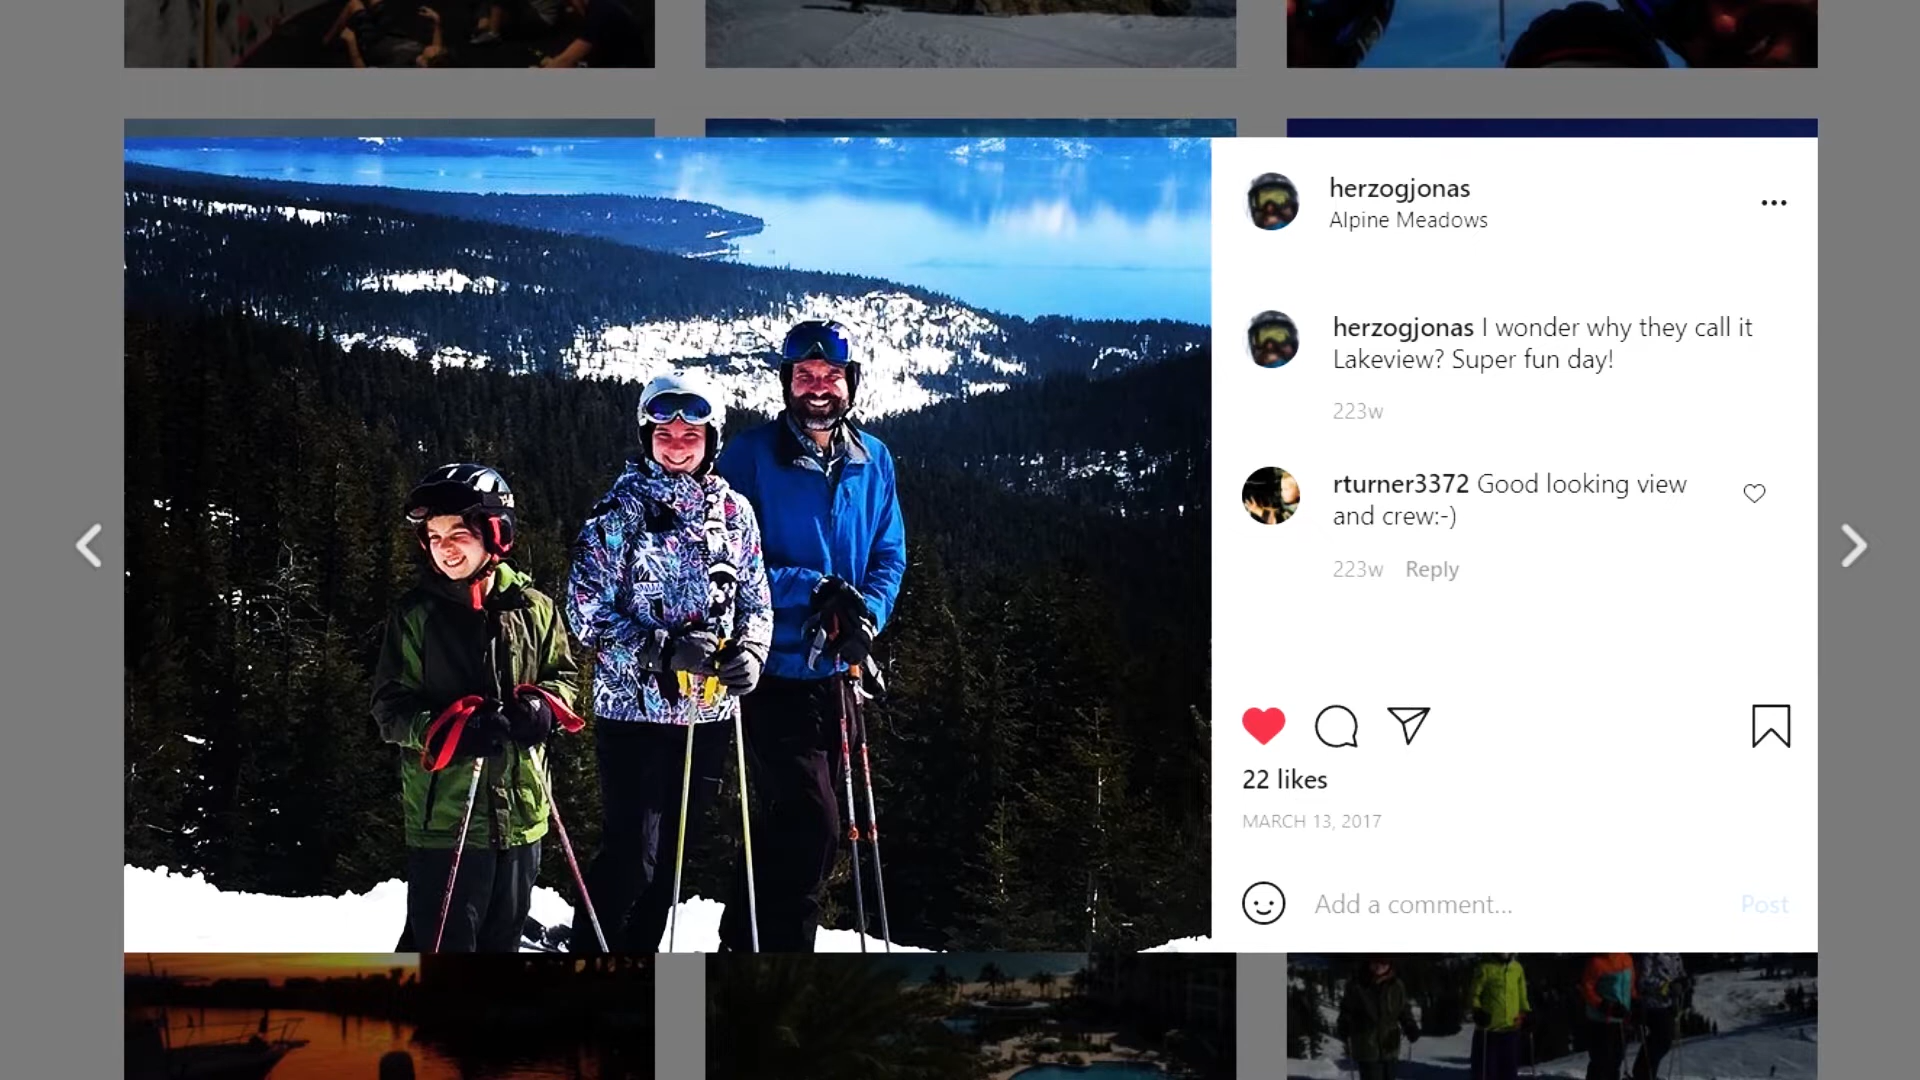 herzogjonas
Alpine Meadows
herzogjonas I wonder why they call it
Lakeview? Super fun day!
223w
rturner3372 Good looking view
and crew:-)
223w Reply
22 likes
MARCH 13, 2017
Add a comment...
Post